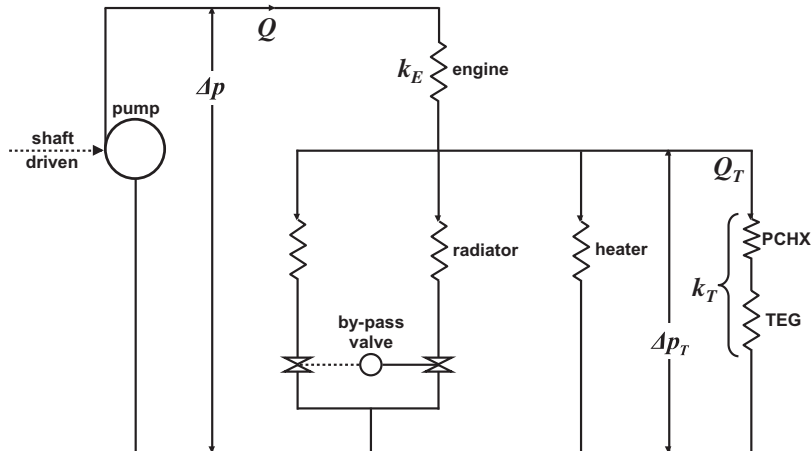 Q
k_E engine
Δp
pump
shaft
driven
Q_T
radiator
heater
PCHX
k_T
TEG
by-pass
valve
Δp_T